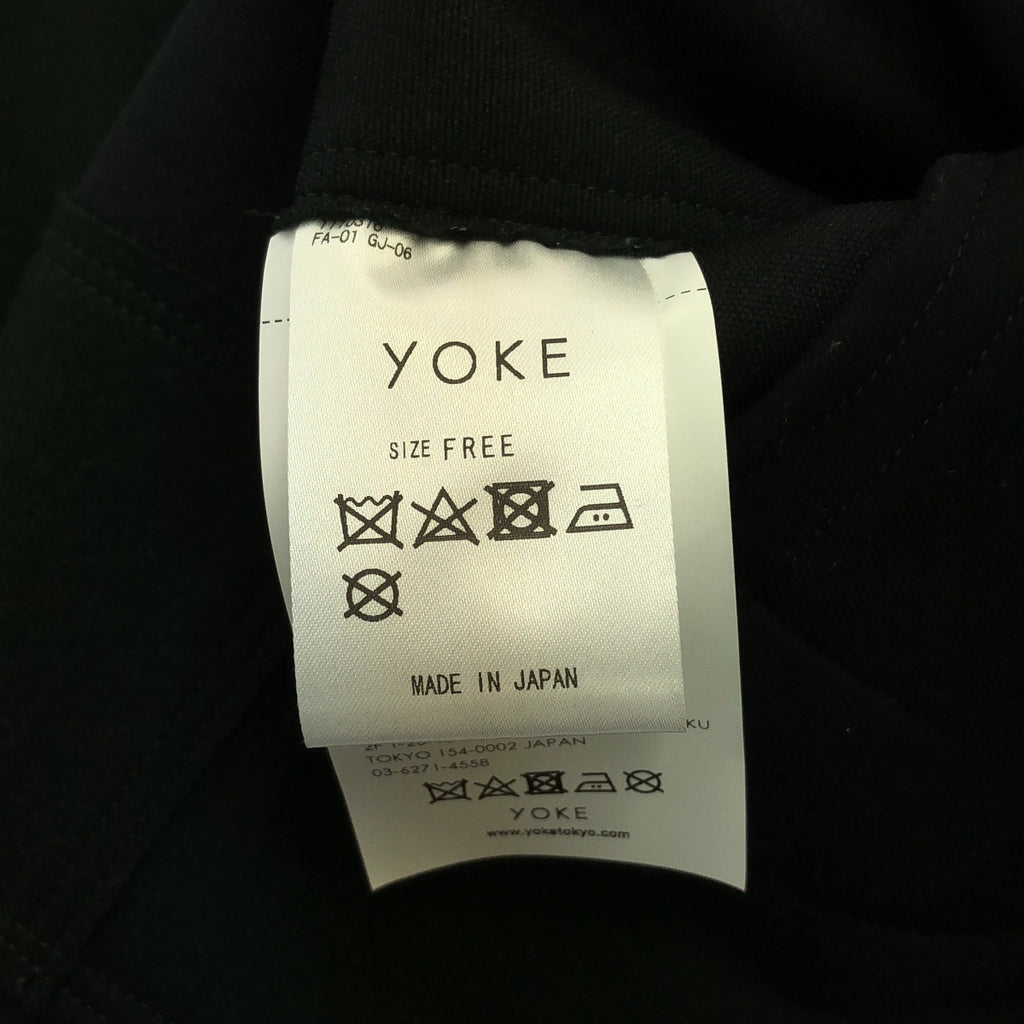 FA-01 GJ-06
YOKE
SIZE FREE
MADE IN JAPAN
KU
TOKYO 154-0002 JAPAN
03-6271-4558
YOKE
www.yoketokyo.com